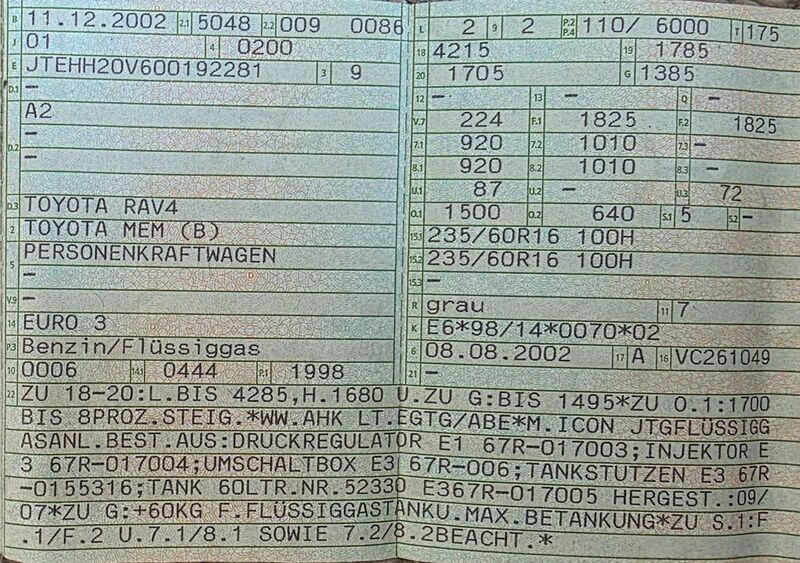 B 11.12.2002 2.1 5048 2.2 009 0086
J 01 4 0200
E JTEHH20V600192281 3 9
D.1 –
A2
D.2 –
–
D.3 TOYOTA RAV4
2 TOYOTA MEM (B)
5 PERSONENKRAFTWAGEN
–
V.9 –
14 EURO 3
P.3 Benzin/Flüssiggas
10 0006 14.1 0444 P.1 1998
L 2 9 2 P.2 P.4 110/ 6000 T 175
18 4215 19 1785
20 1705 G 1385
12 – 13 – Q –
V.7 224 F.1 1825 F.2 1825
7.1 920 7.2 1010 7.3 –
8.1 920 8.2 1010 8.3 –
U.1 87 U.2 – U.3 72
O.1 1500 O.2 640 S.1 5 S.2 –
15.1 235/60R16 100H
15.2 235/60R16 100H
15.3 –
R grau 11 7
K E6*98/14*0070*02
6 08.08.2002 17 A 16 VC261049
21 –
22 ZU 18-20:L.BIS 4285,H.1680 U.ZU G:BIS 1495*ZU O.1:1700
BIS 8PROZ.STEIG.*WW.AHK LT.EGTG/ABE*M.ICON JTGFLÜSSIGG
ASANL.BEST.AUS:DRUCKREGULATOR E1 67R-017003;INJEKTOR E
3 67R-017004;UMSCHALTBOX E3 67R-006;TANKSTUTZEN E3 67R
-0155316;TANK 60LTR.NR.52330 E367R-017005 HERGEST.:09/
07*ZU G:+60KG F.FLÜSSIGGASTANKU.MAX.BETANKUNG*ZU S.1:F
.1/F.2 U.7.1/8.1 SOWIE 7.2/8.2BEACHT.*